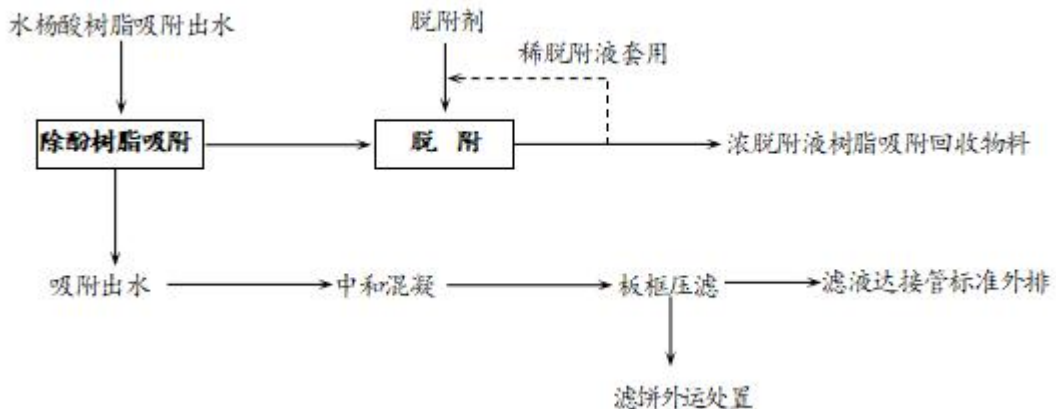 水杨酸树脂吸附出水
脱附剂
稀脱附液套用
除酚树脂吸附
脱 附
浓脱附液树脂吸附回收物料
吸附出水
中和混凝
板框压滤
滤液达接管标准外排
滤饼外运处置